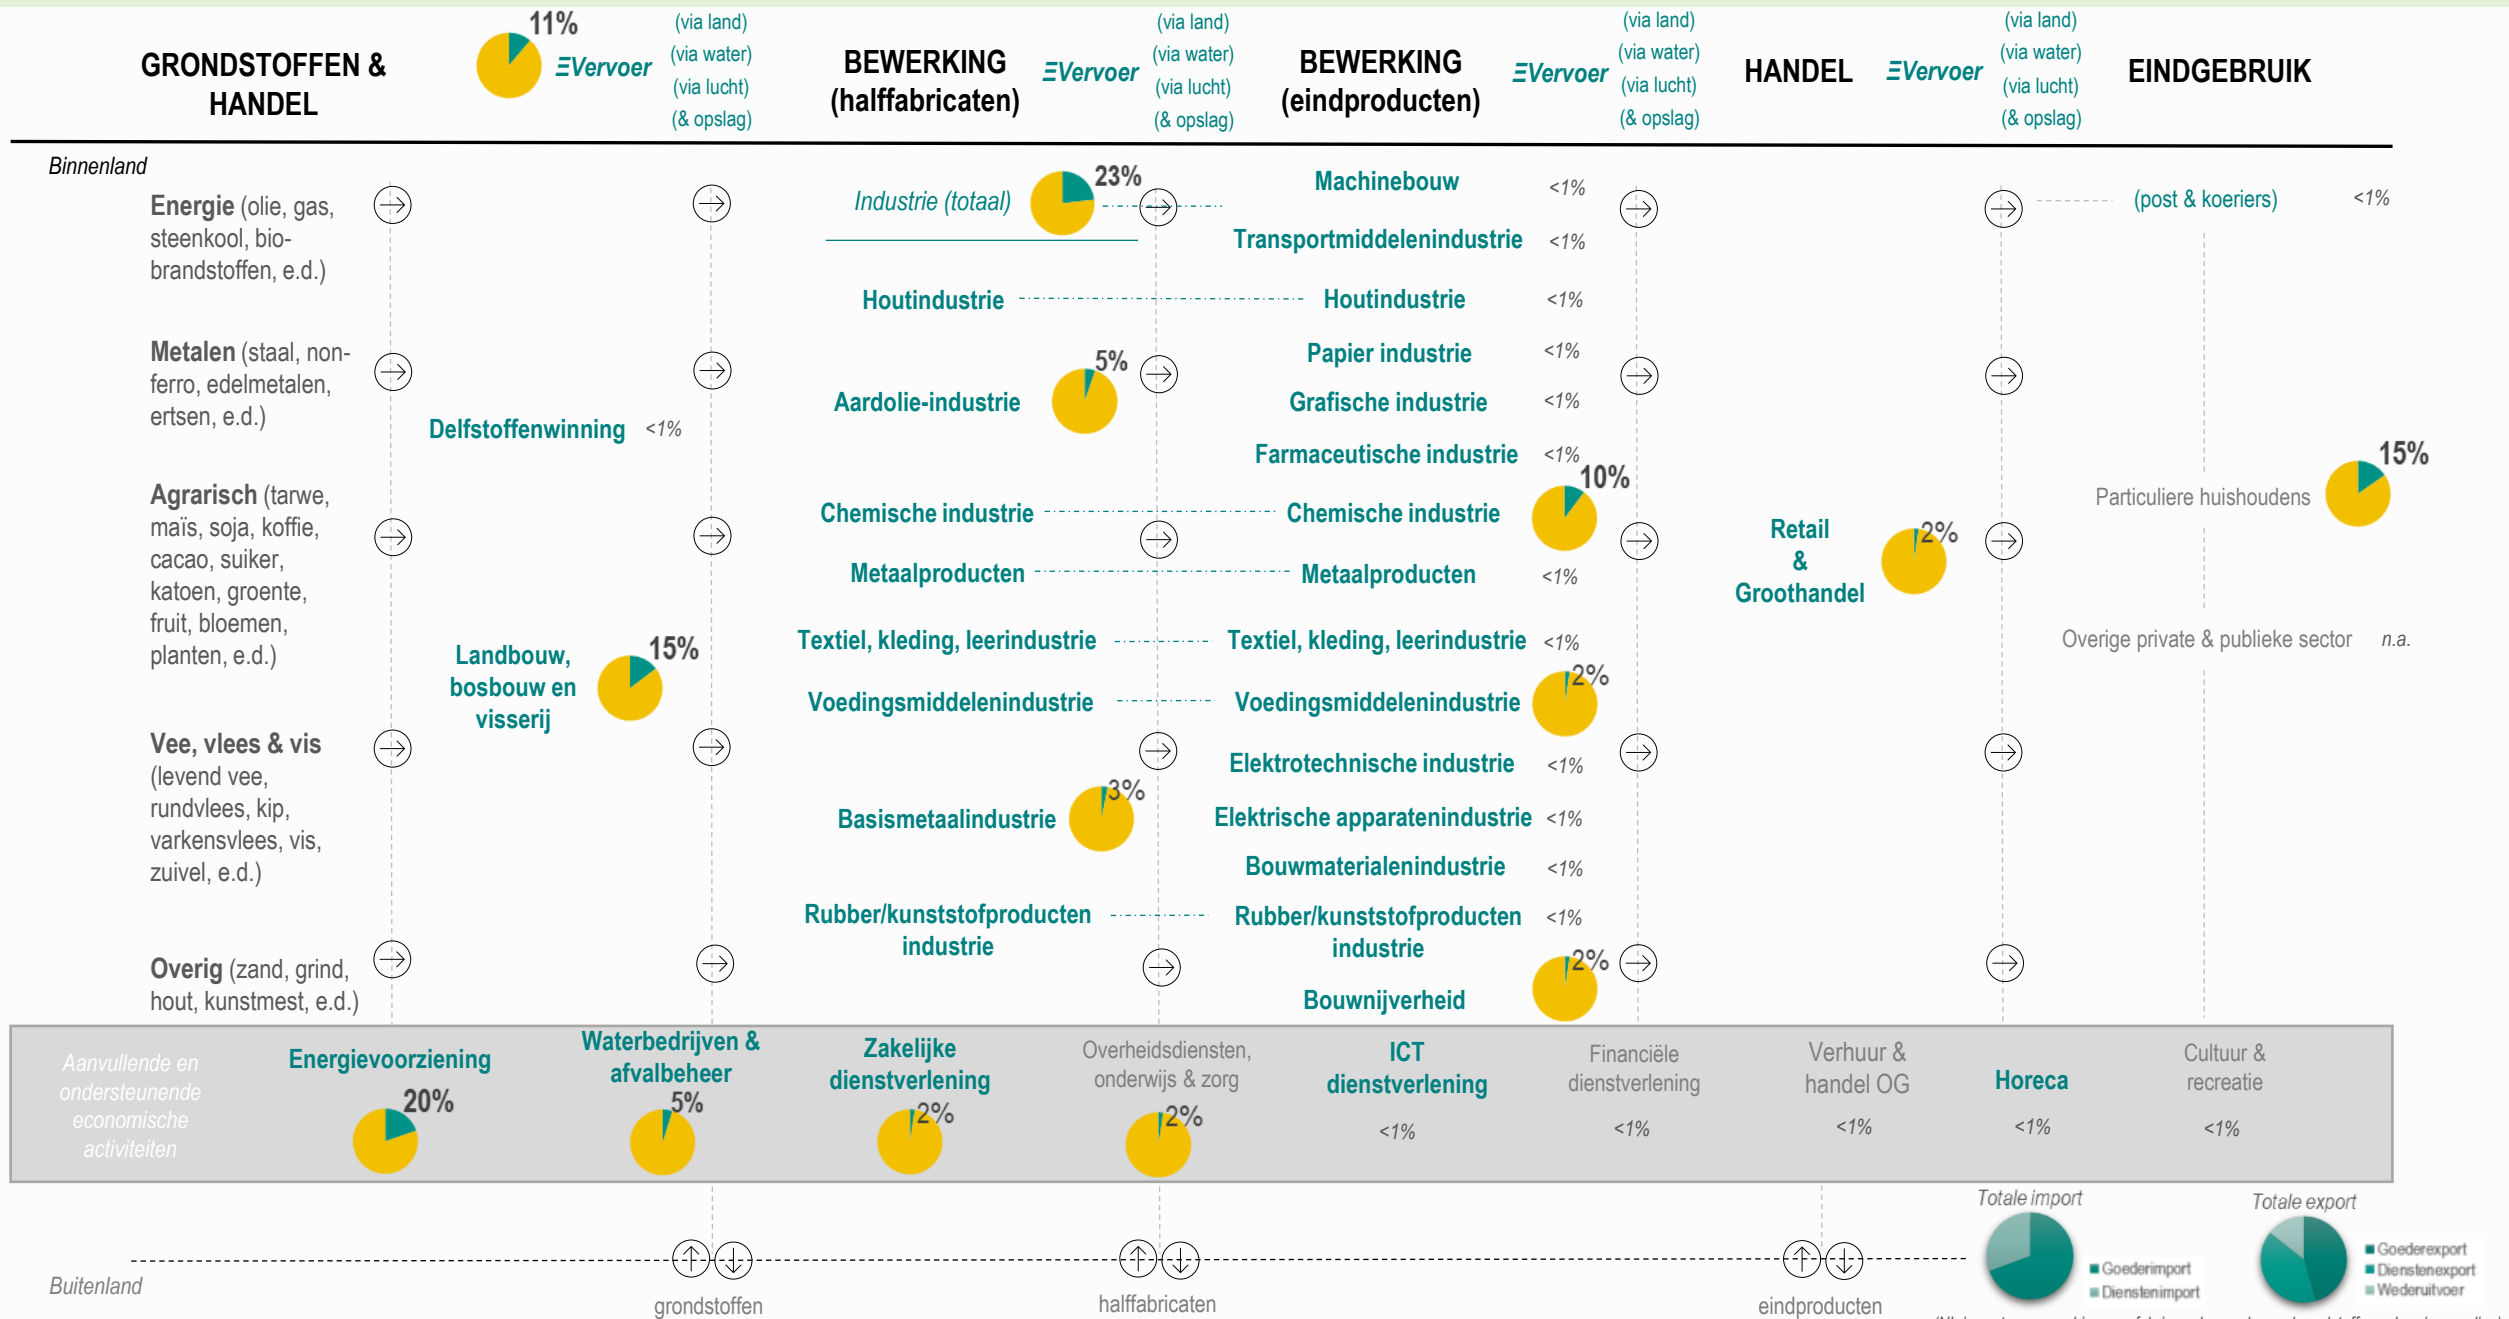 GRONDSTOFFEN &
HANDEL
11%
ΞVervoer
(via land)
(via water)
(via lucht)
(& opslag)
BEWERKING
(halffabricaten)
ΞVervoer
(via land)
(via water)
(via lucht)
(& opslag)
BEWERKING
(eindproducten)
ΞVervoer
(via land)
(via water)
(via lucht)
(& opslag)
HANDEL
ΞVervoer
(via land)
(via water)
(via lucht)
(& opslag)
EINDGEBRUIK
Binnenland
Energie (olie, gas,
steenkool, bio-
brandstoffen, e.d.)
Metalen (staal, non-
ferro, edelmetalen,
ertsen, e.d.)
Agrarisch (tarwe,
maïs, soja, koffie,
cacao, suiker,
katoen, groente,
fruit, bloemen,
planten, e.d.)
Vee, vlees & vis
(levend vee,
rundvlees, kip,
varkensvlees, vis,
zuivel, e.d.)
Overig (zand, grind,
hout, kunstmest, e.d.)
Delfstoffenwinning <1%
Landbouw,
bosbouw en
visserij
15%
Industrie (totaal)
23%
Houtindustrie
Aardolie-industrie
5%
Chemische industrie
Metaalproducten
Textiel, kleding, leerindustrie
Voedingsmiddelenindustrie
Basismetaalindustrie
3%
Rubber/kunststofproducten
industrie
Machinebouw <1%
Transportmiddelenindustrie <1%
Houtindustrie <1%
Papier industrie <1%
Grafische industrie <1%
Farmaceutische industrie <1%
Chemische industrie
10%
Metaalproducten <1%
Textiel, kleding, leerindustrie <1%
Voedingsmiddelenindustrie
2%
Elektrotechnische industrie <1%
Elektrische apparatenindustrie <1%
Bouwmaterialenindustrie <1%
Rubber/kunststofproducten <1%
industrie
Bouwnijverheid
2%
Retail
&
Groothandel
2%
(post & koeriers) <1%
Particuliere huishoudens
15%
Overige private & publieke sector n.a.
Aanvullende en
ondersteunende
economische
activiteiten
Energievoorziening
20%
Waterbedrijven &
afvalbeheer
5%
Zakelijke
dienstverlening
2%
Overheidsdiensten,
onderwijs & zorg
2%
ICT
dienstverlening
<1%
Financiële
dienstverlening
<1%
Verhuur &
handel OG
<1%
Horeca
<1%
Cultuur &
recreatie
<1%
Buitenland
grondstoffen
halffabricaten
eindproducten
Totale import
Goederimport
Dienstenimport
Totale export
Goederexport
Dienstenexport
Wederuitvoer